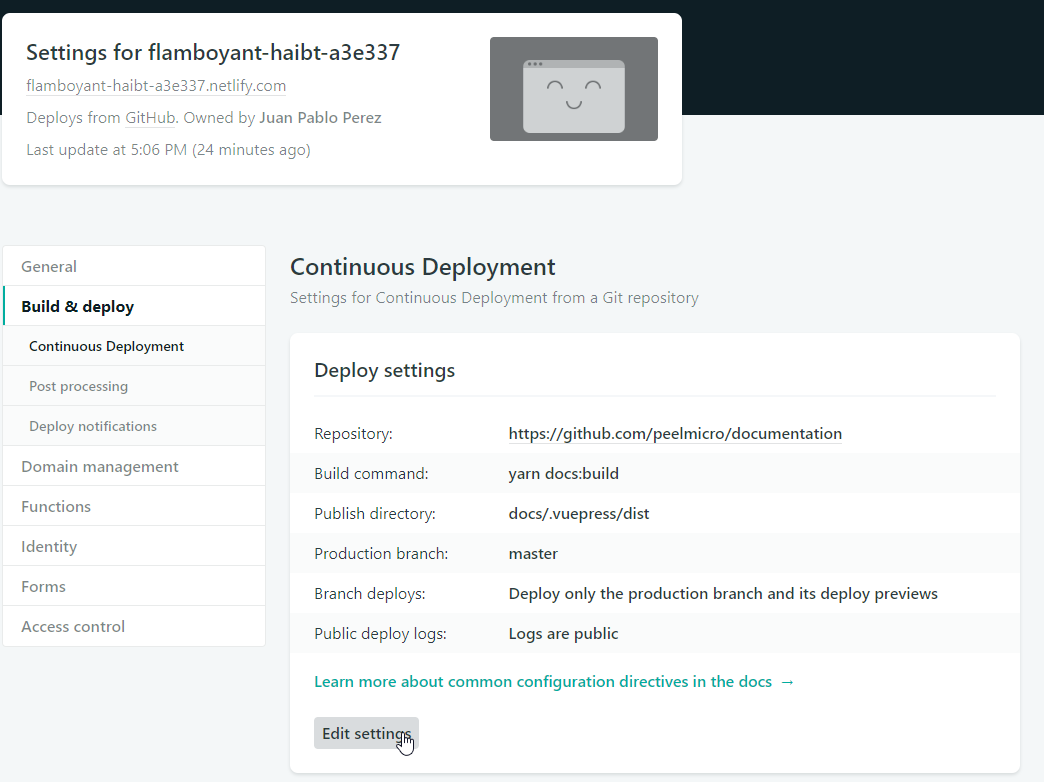 Settings for flamboyant-haibt-a3e337
flamboyant-haibt-a3e337.netlify.com
Deploys from GitHub. Owned by Juan Pablo Perez
Last update at 5:06 PM (24 minutes ago)
General
Build & deploy
Continuous Deployment
Post processing
Deploy notifications
Domain management
Functions
Identity
Forms
Access control
Continuous Deployment
Settings for Continuous Deployment from a Git repository
Deploy settings
Repository: https://github.com/peelmicro/documentation
Build command: yarn docs:build
Publish directory: docs/.vuepress/dist
Production branch: master
Branch deploys: Deploy only the production branch and its deploy previews
Public deploy logs: Logs are public
Learn more about common configuration directives in the docs →
Edit settings